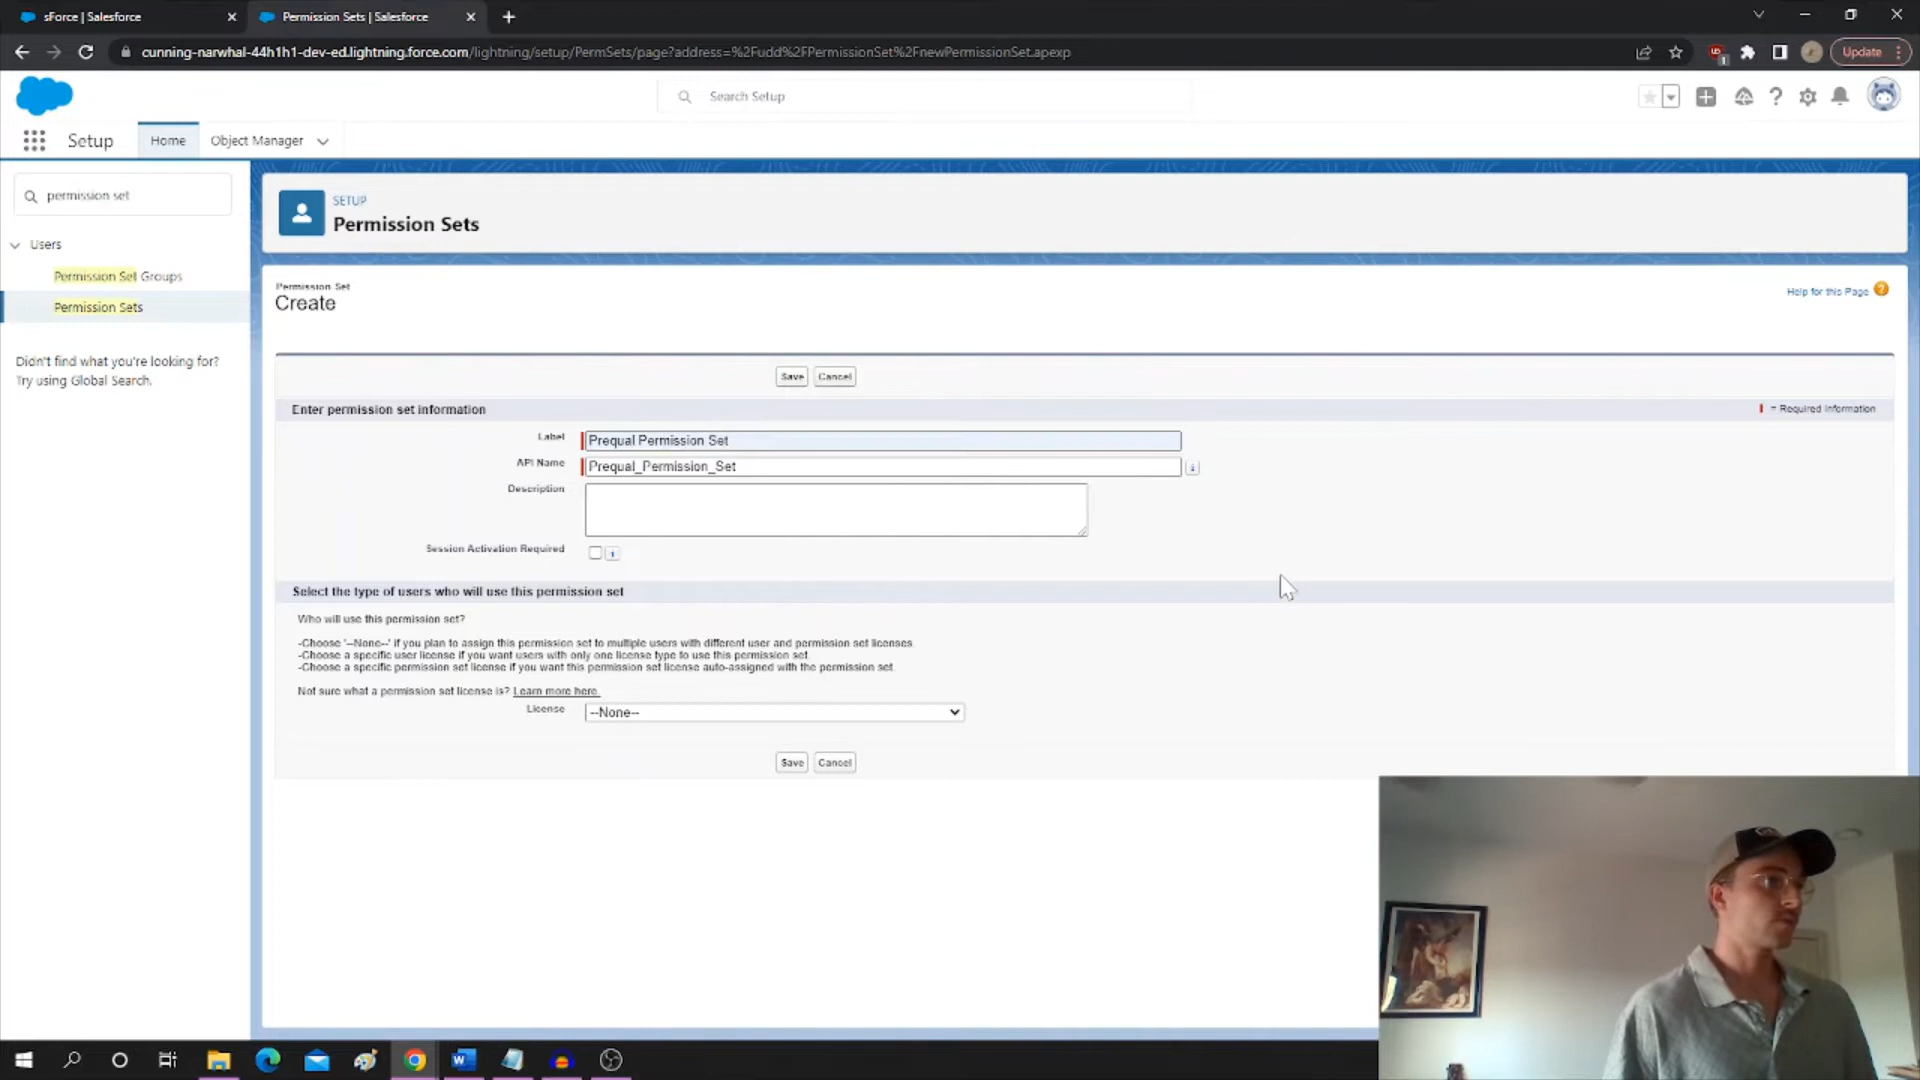 sForce | Salesforce
Permission Sets | Salesforce
cunning-narwhal-44h1h1-dev-ed.lightning.force.com/lightning/setup/PermSets/page?address=%2Fudd%2FPermissionSet%2FnewPermissionSet.apexp
1
Update
Search Setup
Setup
Home
Object Manager
permission set
Users
Permission Set Groups
Permission Sets
Didn't find what you're looking for?
Try using Global Search.
SETUP
Permission Sets
Permission Set
Create
Help for this Page ?
Save
Cancel
Enter permission set information
= Required Information
Label
Prequal Permission Set
API Name
Prequal_Permission_Set
i
Description
Session Activation Required
i
Select the type of users who will use this permission set
Who will use this permission set?
-Choose '--None--' if you plan to assign this permission set to multiple users with different user and permission set licenses
-Choose a specific user license if you want users with only one license type to use this permission set
-Choose a specific permission set license if you want this permission set license auto-assigned with the permission set
Not sure what a permission set license is? Learn more here.
License
--None--
Save
Cancel